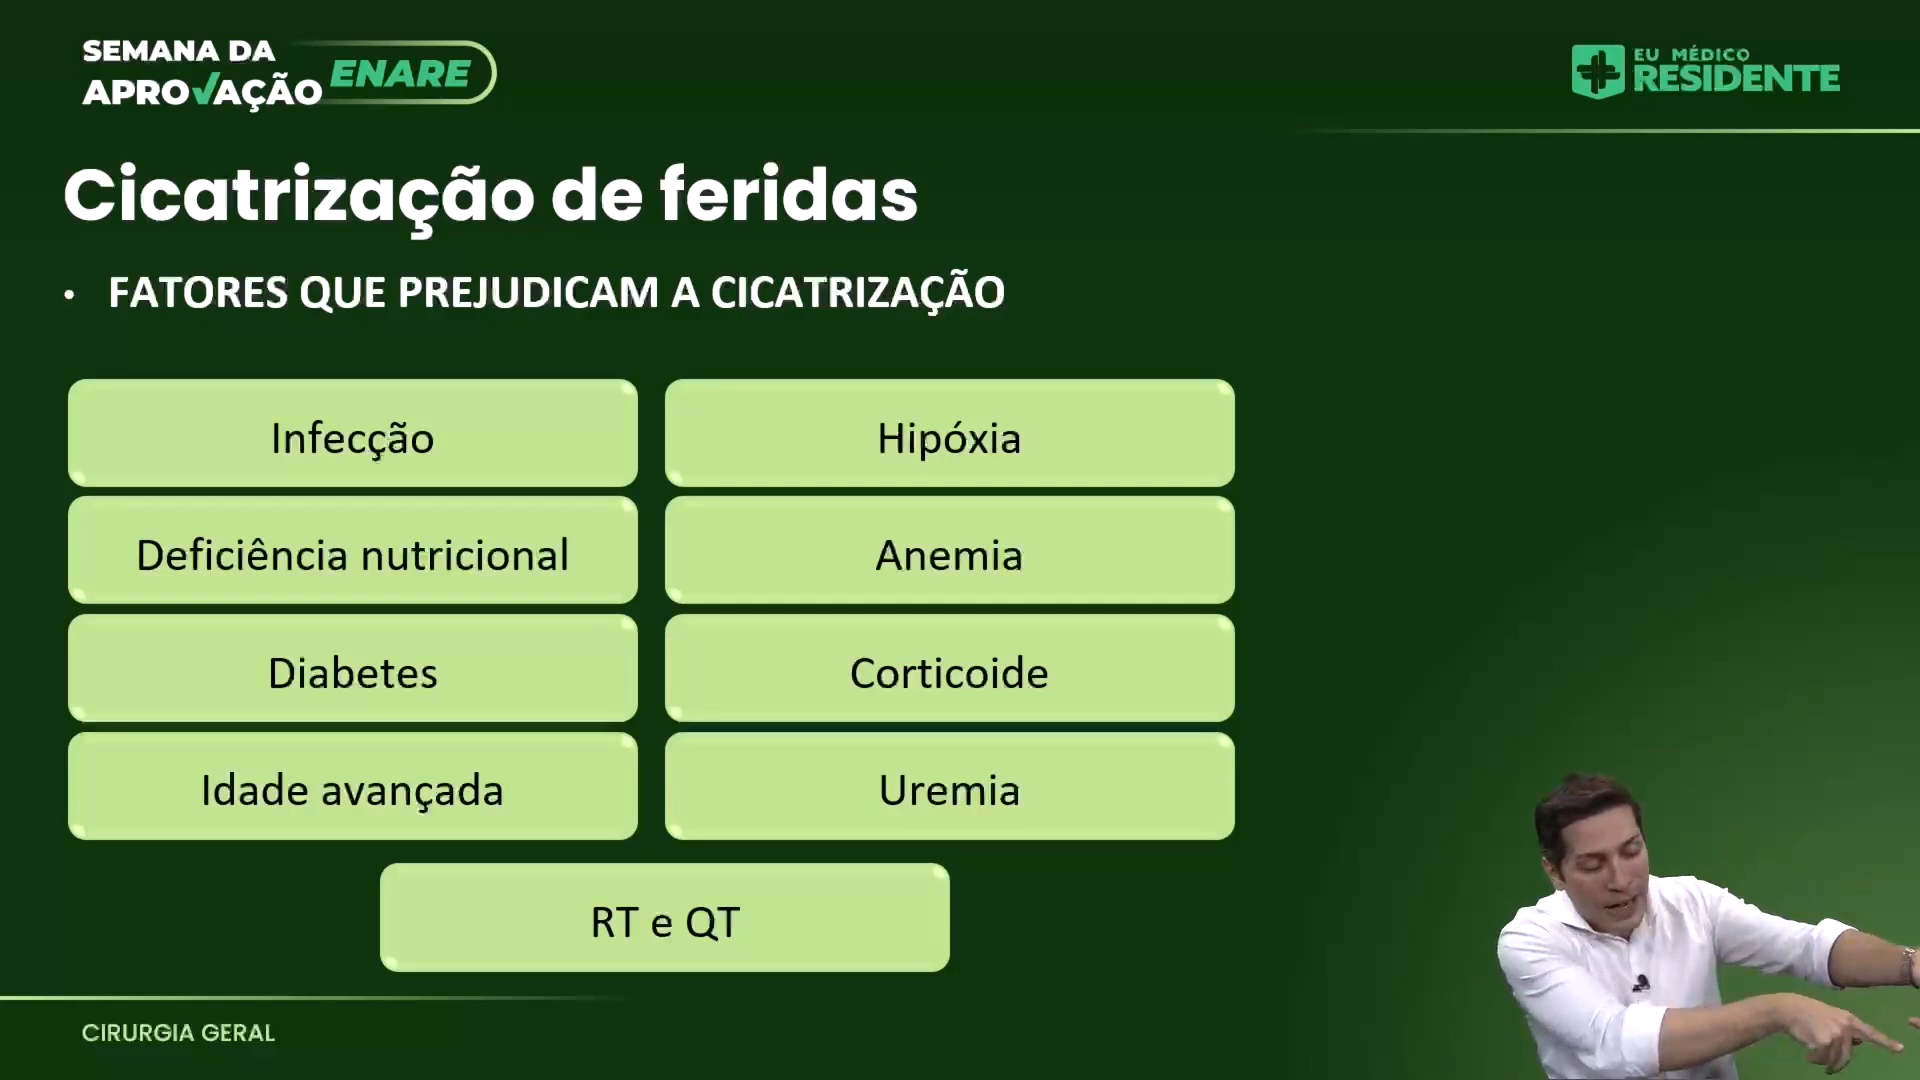 SEMANA DA
APROVAÇÃO ENARE
EU MÉDICO
RESIDENTE
Cicatrização de feridas
• FATORES QUE PREJUDICAM A CICATRIZAÇÃO
Infecção
Hipóxia
Deficiência nutricional
Anemia
Diabetes
Corticoide
Idade avançada
Uremia
RT e QT
CIRURGIA GERAL